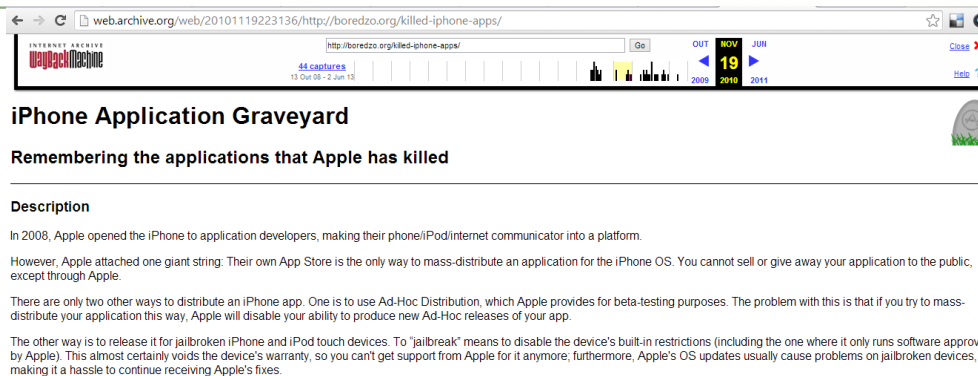 web.archive.org/web/20101119223136/http://boredzo.org/killed-iphone-apps/
INTERNET ARCHIVE
WayBackMachine
http://boredzo.org/killed-iphone-apps/
Go
OUT NOV JUN
Close
44 captures
13 Out 08 - 2 Jun 13
19
Help
2009 2010 2011
iPhone Application Graveyard
Remembering the applications that Apple has killed
Description
In 2008, Apple opened the iPhone to application developers, making their phone/iPod/internet communicator into a platform.
However, Apple attached one giant string: Their own App Store is the only way to mass-distribute an application for the iPhone OS. You cannot sell or give away your application to the public,
except through Apple.
There are only two other ways to distribute an iPhone app. One is to use Ad-Hoc Distribution, which Apple provides for beta-testing purposes. The problem with this is that if you try to mass-
distribute your application this way, Apple will disable your ability to produce new Ad-Hoc releases of your app.
The other way is to release it for jailbroken iPhone and iPod touch devices. To "jailbreak" means to disable the device's built-in restrictions (including the one where it only runs software approv
by Apple). This almost certainly voids the device's warranty, so you can't get support from Apple for it anymore; furthermore, Apple's OS updates usually cause problems on jailbroken devices,
making it a hassle to continue receiving Apple's fixes.